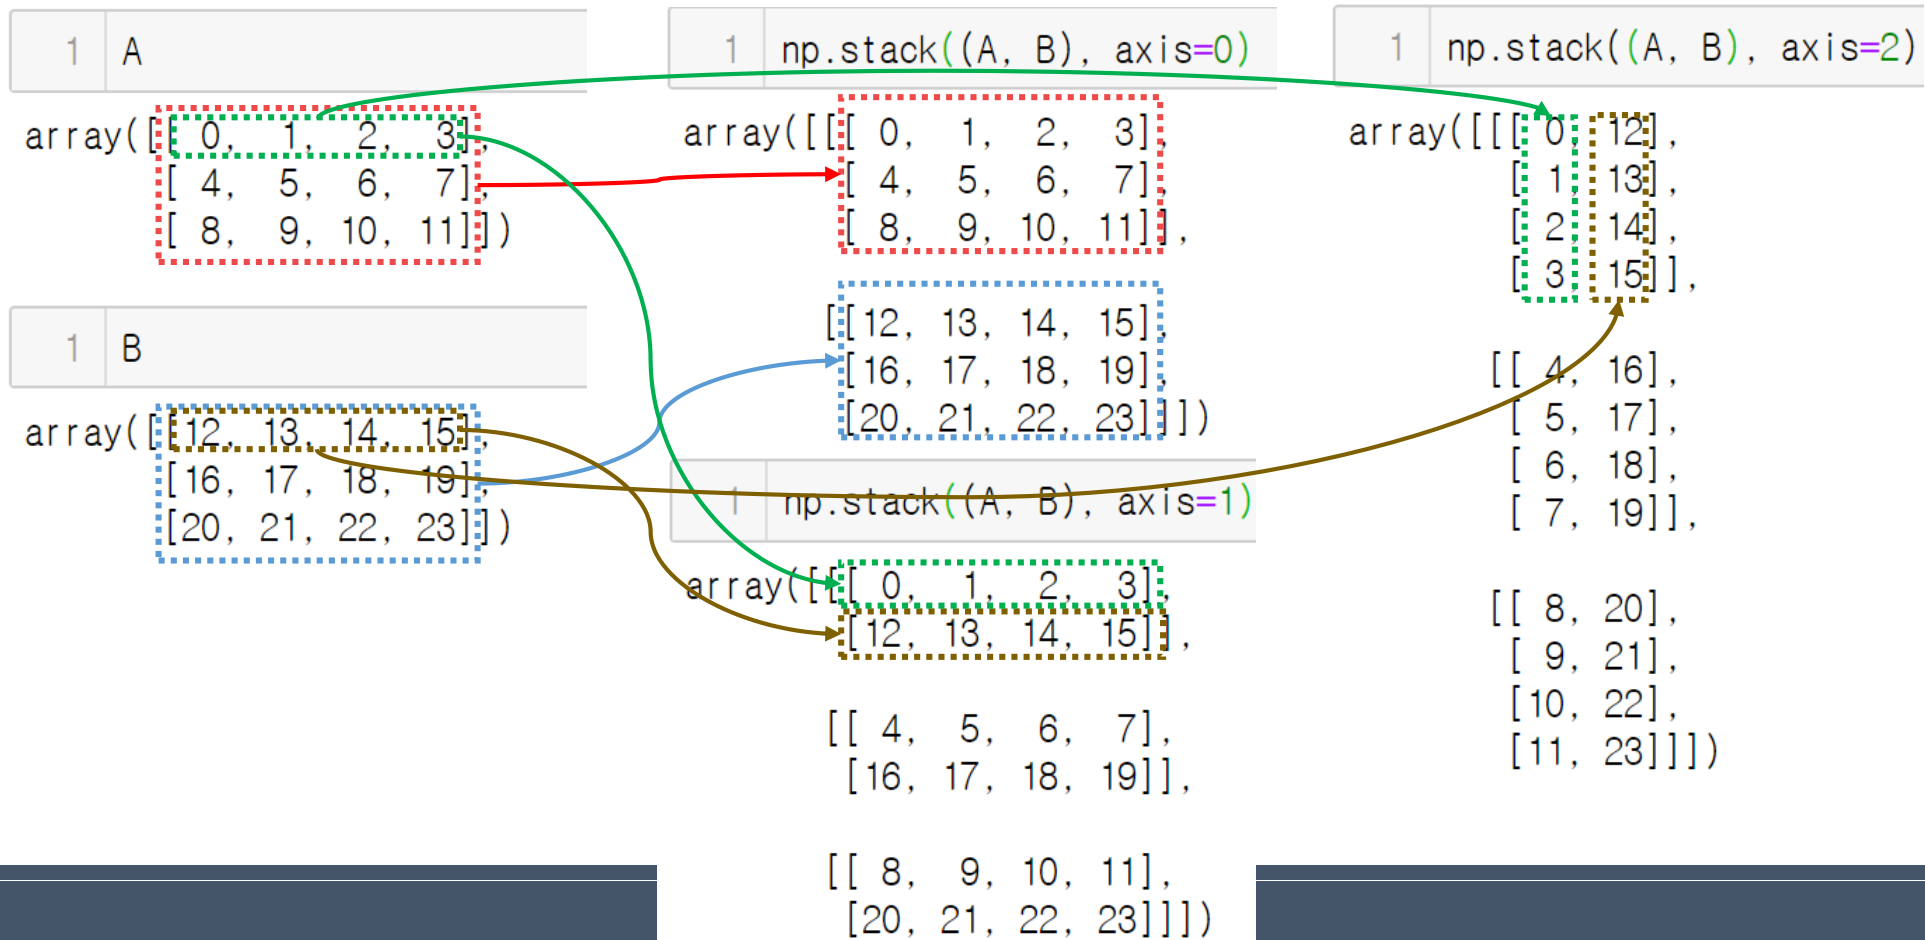 1 A
array([[ 0, 1, 2, 3],
[ 4, 5, 6, 7],
[ 8, 9, 10, 11]])
1 B
array([[12, 13, 14, 15],
[16, 17, 18, 19],
[20, 21, 22, 23]])
1 np.stack((A, B), axis=0)
array([[[ 0, 1, 2, 3],
[ 4, 5, 6, 7],
[ 8, 9, 10, 11]],
[[12, 13, 14, 15],
[16, 17, 18, 19],
[20, 21, 22, 23]]])
1 np.stack((A, B), axis=1)
array([[[ 0, 1, 2, 3],
[12, 13, 14, 15]],
[[ 4, 5, 6, 7],
[16, 17, 18, 19]],
[[ 8, 9, 10, 11],
[20, 21, 22, 23]]])
1 np.stack((A, B), axis=2)
array([[[ 0, 12],
[ 1, 13],
[ 2, 14],
[ 3, 15]],
[[ 4, 16],
[ 5, 17],
[ 6, 18],
[ 7, 19]],
[[ 8, 20],
[ 9, 21],
[10, 22],
[11, 23]]])